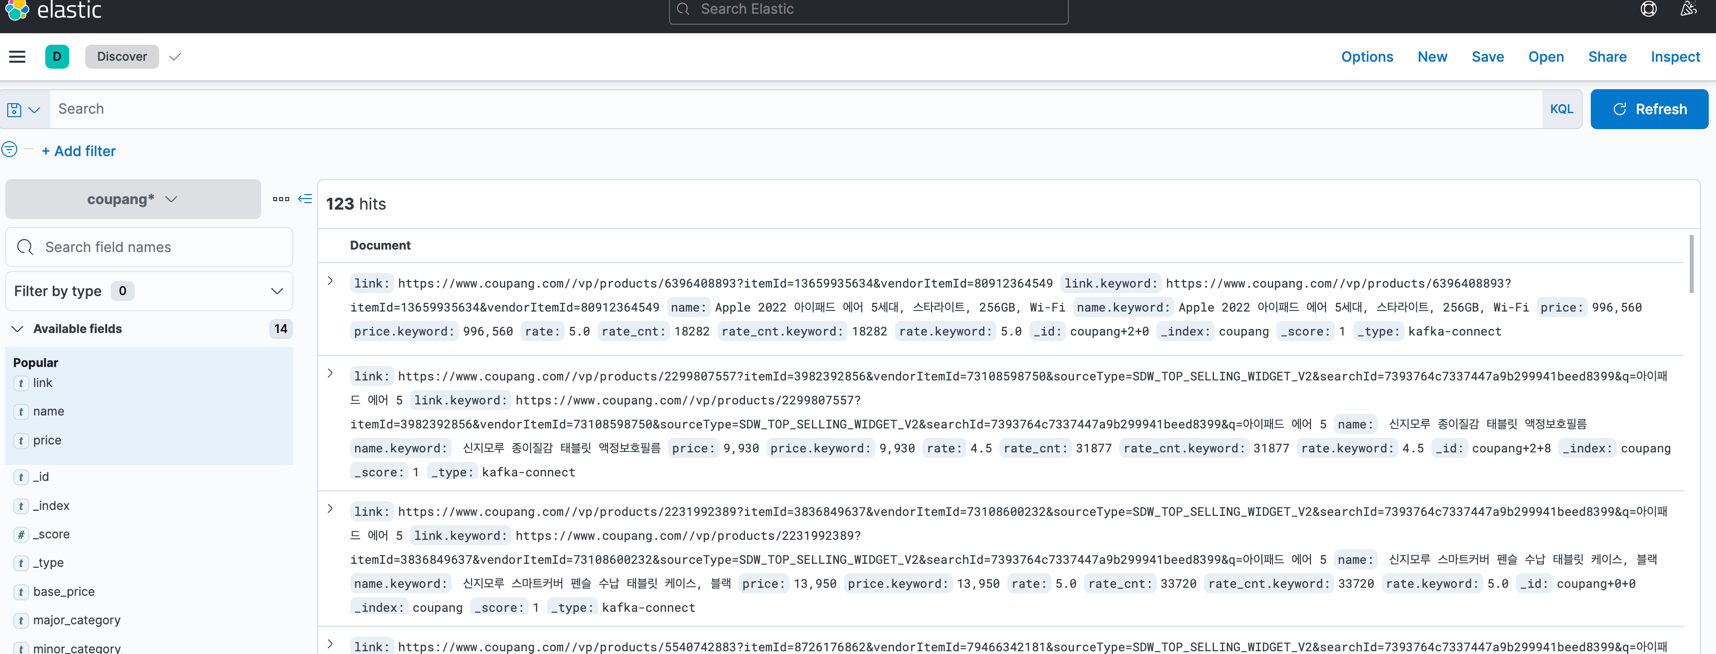 elastic
Search Elastic
D Discover
Options New Save Open Share Inspect
Search
KQL
Refresh
+ Add filter
coupang*
Search field names
Filter by type 0
Available fields 14
Popular
t link
t name
t price
t _id
t _index
# _score
t _type
t base_price
t major_category
t minor_category
123 hits
Document
link: https://www.coupang.com//vp/products/6396408893?itemId=13659935634&vendorItemId=80912364549 link.keyword: https://www.coupang.com//vp/products/6396408893?
itemId=13659935634&vendorItemId=80912364549 name: Apple 2022 아이패드 에어 5세대, 스타라이트, 256GB, Wi-Fi name.keyword: Apple 2022 아이패드 에어 5세대, 스타라이트, 256GB, Wi-Fi price: 996,560
price.keyword: 996,560 rate: 5.0 rate_cnt: 18282 rate_cnt.keyword: 18282 rate.keyword: 5.0 _id: coupang+2+0 _index: coupang _score: 1 _type: kafka-connect
link: https://www.coupang.com//vp/products/2299807557?itemId=3982392856&vendorItemId=73108598750&sourceType=SDW_TOP_SELLING_WIDGET_V2&searchId=7393764c7337447a9b299941beed8399&q=아이패
드 에어 5 link.keyword: https://www.coupang.com//vp/products/2299807557?
itemId=3982392856&vendorItemId=73108598750&sourceType=SDW_TOP_SELLING_WIDGET_V2&searchId=7393764c7337447a9b299941beed8399&q=아이패드 에어 5 name: 신지모루 종이질감 태블릿 액정보호필름
name.keyword: 신지모루 종이질감 태블릿 액정보호필름 price: 9,930 price.keyword: 9,930 rate: 4.5 rate_cnt: 31877 rate_cnt.keyword: 31877 rate.keyword: 4.5 _id: coupang+2+8 _index: coupang
_score: 1 _type: kafka-connect
link: https://www.coupang.com//vp/products/2231992389?itemId=3836849637&vendorItemId=73108600232&sourceType=SDW_TOP_SELLING_WIDGET_V2&searchId=7393764c7337447a9b299941beed8399&q=아이패
드 에어 5 link.keyword: https://www.coupang.com//vp/products/2231992389?
itemId=3836849637&vendorItemId=73108600232&sourceType=SDW_TOP_SELLING_WIDGET_V2&searchId=7393764c7337447a9b299941beed8399&q=아이패드 에어 5 name: 신지모루 스마트커버 펜슬 수납 태블릿 케이스, 블랙
name.keyword: 신지모루 스마트커버 펜슬 수납 태블릿 케이스, 블랙 price: 13,950 price.keyword: 13,950 rate: 5.0 rate_cnt: 33720 rate_cnt.keyword: 33720 rate.keyword: 5.0 _id: coupang+0+0
_index: coupang _score: 1 _type: kafka-connect
link: https://www.coupang.com//vp/products/5540742883?itemId=8726176862&vendorItemId=79466342181&sourceType=SDW_TOP_SELLING_WIDGET_V2&searchId=7393764c7337447a9b299941beed8399&q=아이패